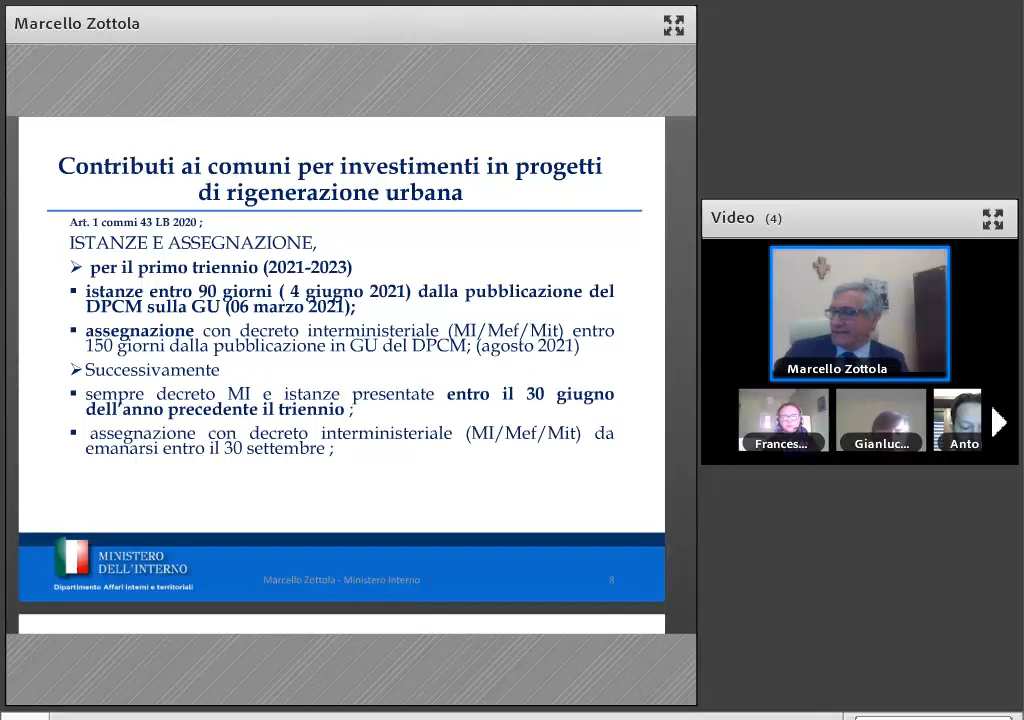 Marcello Zottola
Contributi ai comuni per investimenti in progetti
di rigenerazione urbana
Art. 1 commi 43 LB 2020 ;
ISTANZE E ASSEGNAZIONE,
➢ per il primo triennio (2021-2023)
▪ istanze entro 90 giorni ( 4 giugno 2021) dalla pubblicazione del
DPCM sulla GU (06 marzo 2021);
▪ assegnazione con decreto interministeriale (MI/Mef/Mit) entro
150 giorni dalla pubblicazione in GU del DPCM; (agosto 2021)
➢ Successivamente
▪ sempre decreto MI e istanze presentate entro il 30 giugno
dell'anno precedente il triennio ;
▪ assegnazione con decreto interministeriale (MI/Mef/Mit) da
emanarsi entro il 30 settembre ;
MINISTERO
DELL'INTERNO
Dipartimento Affari interni e territoriali
Marcello Zottola - Ministero Interno
8
Video (4)
Marcello Zottola
Frances...
Gianluc...
Anto